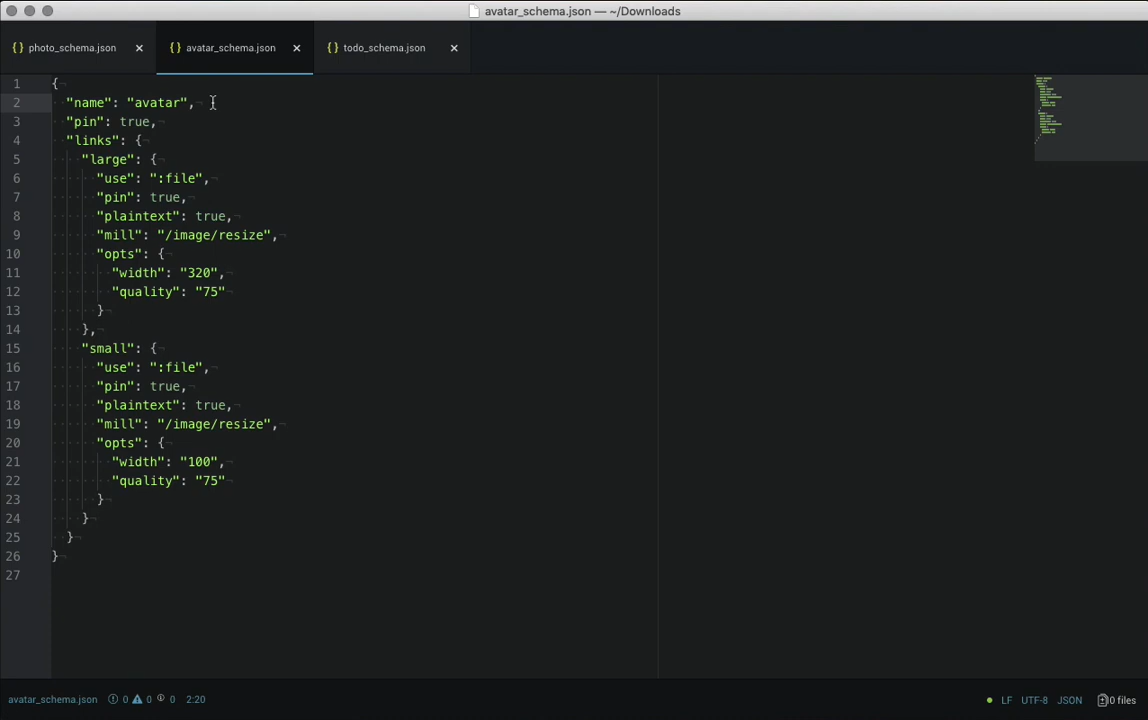 avatar_schema.json — ~/Downloads
{} photo_schema.json × {} avatar_schema.json × {} todo_schema.json ×
1 {
2 "name": "avatar",
3 "pin": true,
4 "links": {
5 "large": {
6 "use": ":file",
7 "pin": true,
8 "plaintext": true,
9 "mill": "/image/resize",
10 "opts": {
11 "width": "320",
12 "quality": "75"
13 }
14 },
15 "small": {
16 "use": ":file",
17 "pin": true,
18 "plaintext": true,
19 "mill": "/image/resize",
20 "opts": {
21 "width": "100",
22 "quality": "75"
23 }
24 }
25 }
26 }
27
avatar_schema.json 0 0 0 2:20 LF UTF-8 JSON 0 files